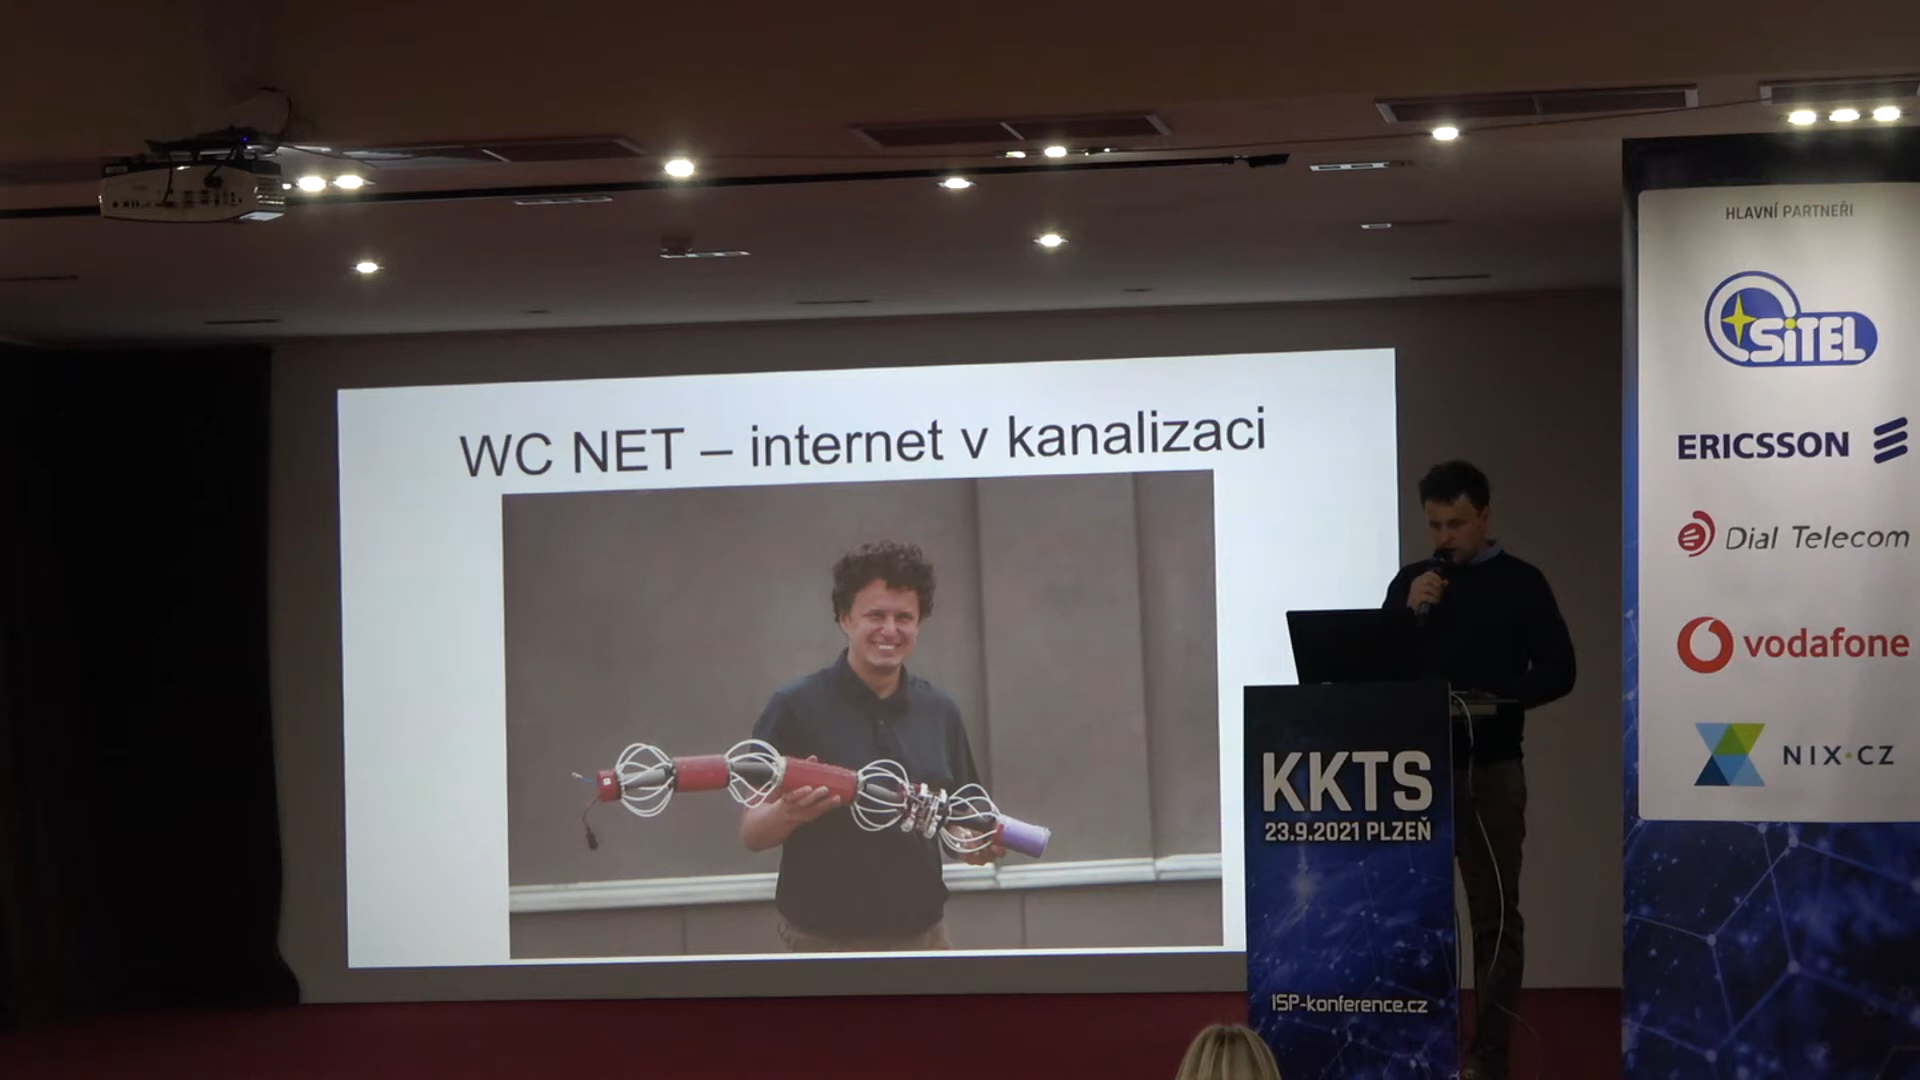 WC NET – internet v kanalizaci
KKTS
23.9.2021 PLZEŇ
ISP-konference.cz
HLAVNÍ PARTNEŘI
SiTEL
ERICSSON
Dial Telecom
vodafone
NIX·CZ